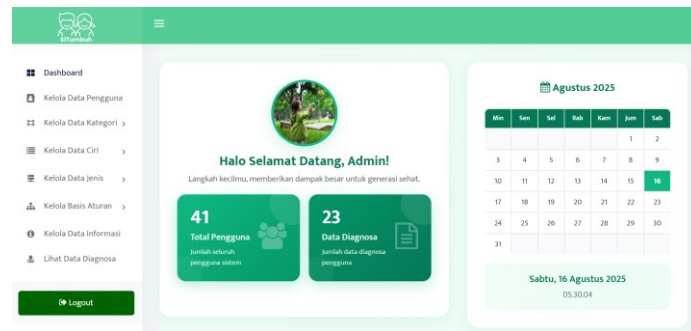 SITumbuh
Dashboard
Kelola Data Pengguna
Kelola Data Kategori
Kelola Data Ciri
Kelola Data Jenis
Kelola Basis Aturan
Kelola Data Informasi
Lihat Data Diagnosa
Logout
Halo Selamat Datang, Admin!
Langkah kecilmu, memberikan dampak besar untuk generasi sehat.
41
Total Pengguna
Jumlah seluruh
pengguna sistem
23
Data Diagnosa
Jumlah data diagnosa
pengguna
Agustus 2025
Min Sen Sel Rab Kam Jum Sab
1 2
3 4 5 6 7 8 9
10 11 12 13 14 15 16
17 18 19 20 21 22 23
24 25 26 27 28 29 30
31
Sabtu, 16 Agustus 2025
05.30.04